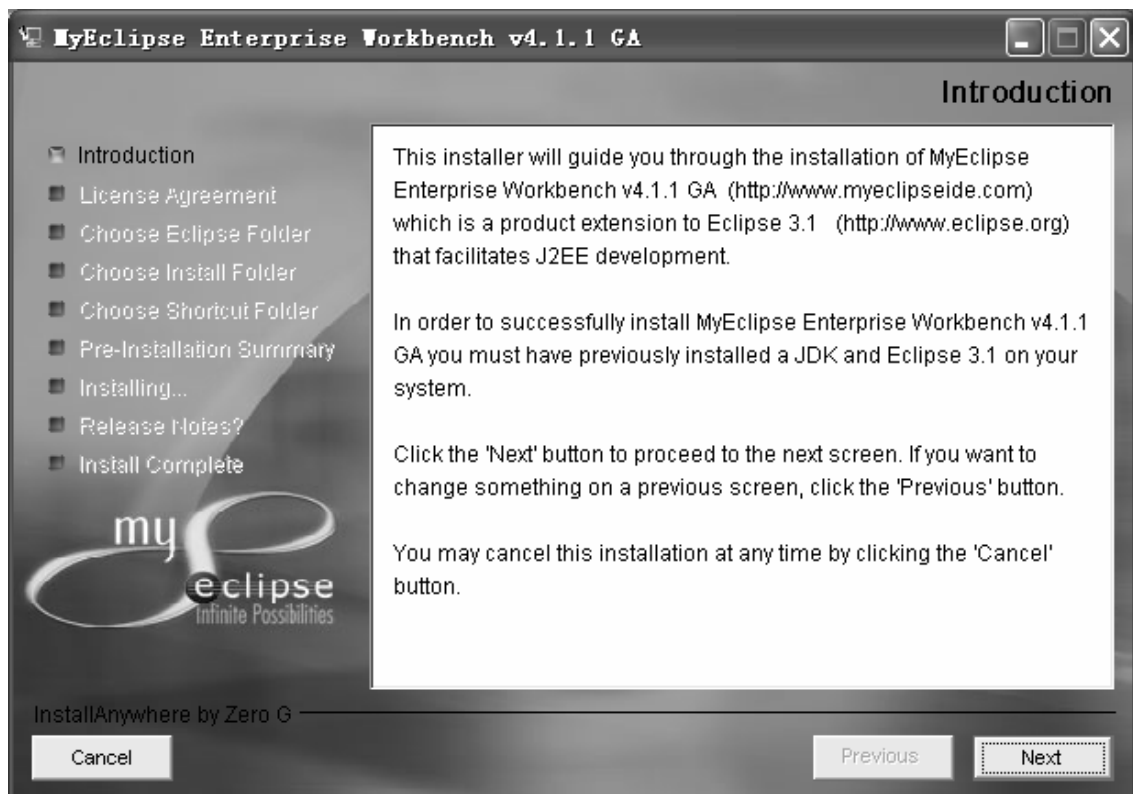 MyEclipse Enterprise Workbench v4.1.1 GA
Introduction
Introduction
License Agreement
Choose Eclipse Folder
Choose Install Folder
Choose Shortcut Folder
Pre-Installation Summary
Installing...
Release Notes?
Install Complete
my
eclipse
Infinite Possibilities
This installer will guide you through the installation of MyEclipse
Enterprise Workbench v4.1.1 GA (http://www.myeclipseide.com)
which is a product extension to Eclipse 3.1 (http://www.eclipse.org)
that facilitates J2EE development.
In order to successfully install MyEclipse Enterprise Workbench v4.1.1
GA you must have previously installed a JDK and Eclipse 3.1 on your
system.
Click the 'Next' button to proceed to the next screen. If you want to
change something on a previous screen, click the 'Previous' button.
You may cancel this installation at any time by clicking the 'Cancel'
button.
InstallAnywhere by Zero G
Cancel
Previous
Next